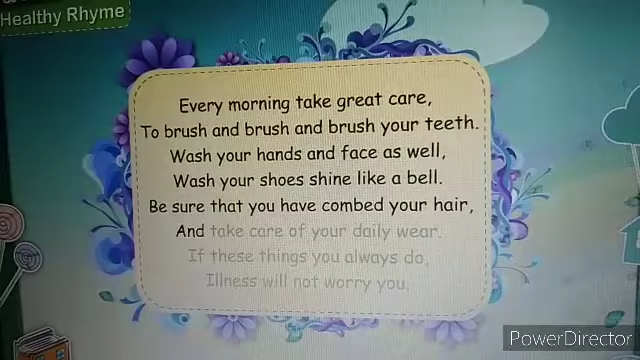 Healthy Rhyme
Every morning take great care,
To brush and brush and brush your teeth.
Wash your hands and face as well,
Wash your shoes shine like a bell.
Be sure that you have combed your hair,
And take care of your daily wear.
If these things you always do,
Illness will not worry you.
PowerDirector